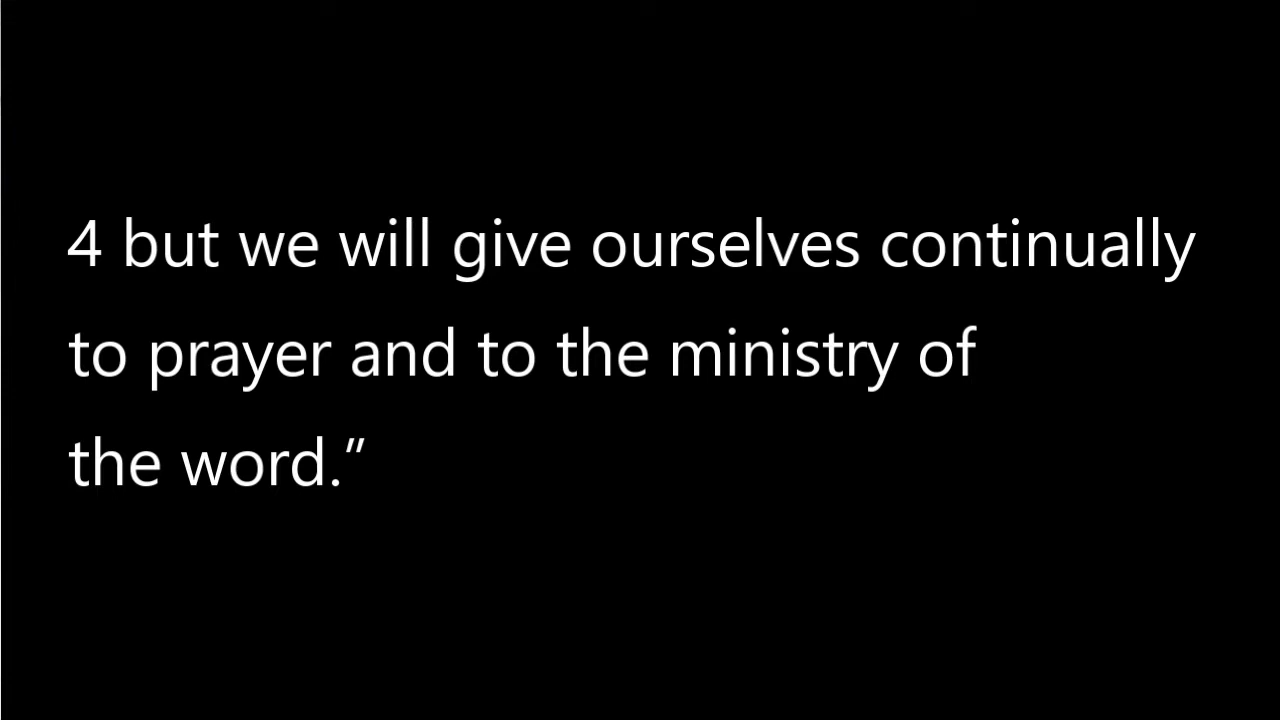 4 but we will give ourselves continually
to prayer and to the ministry of
the word.”